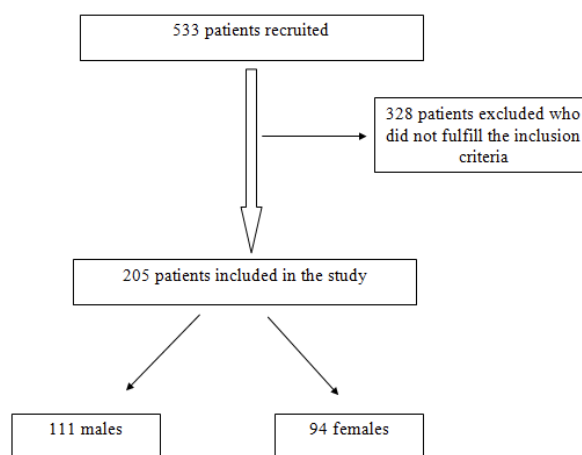 533 patients recruited
328 patients excluded who
did not fulfill the inclusion
criteria
205 patients included in the study
111 males
94 females